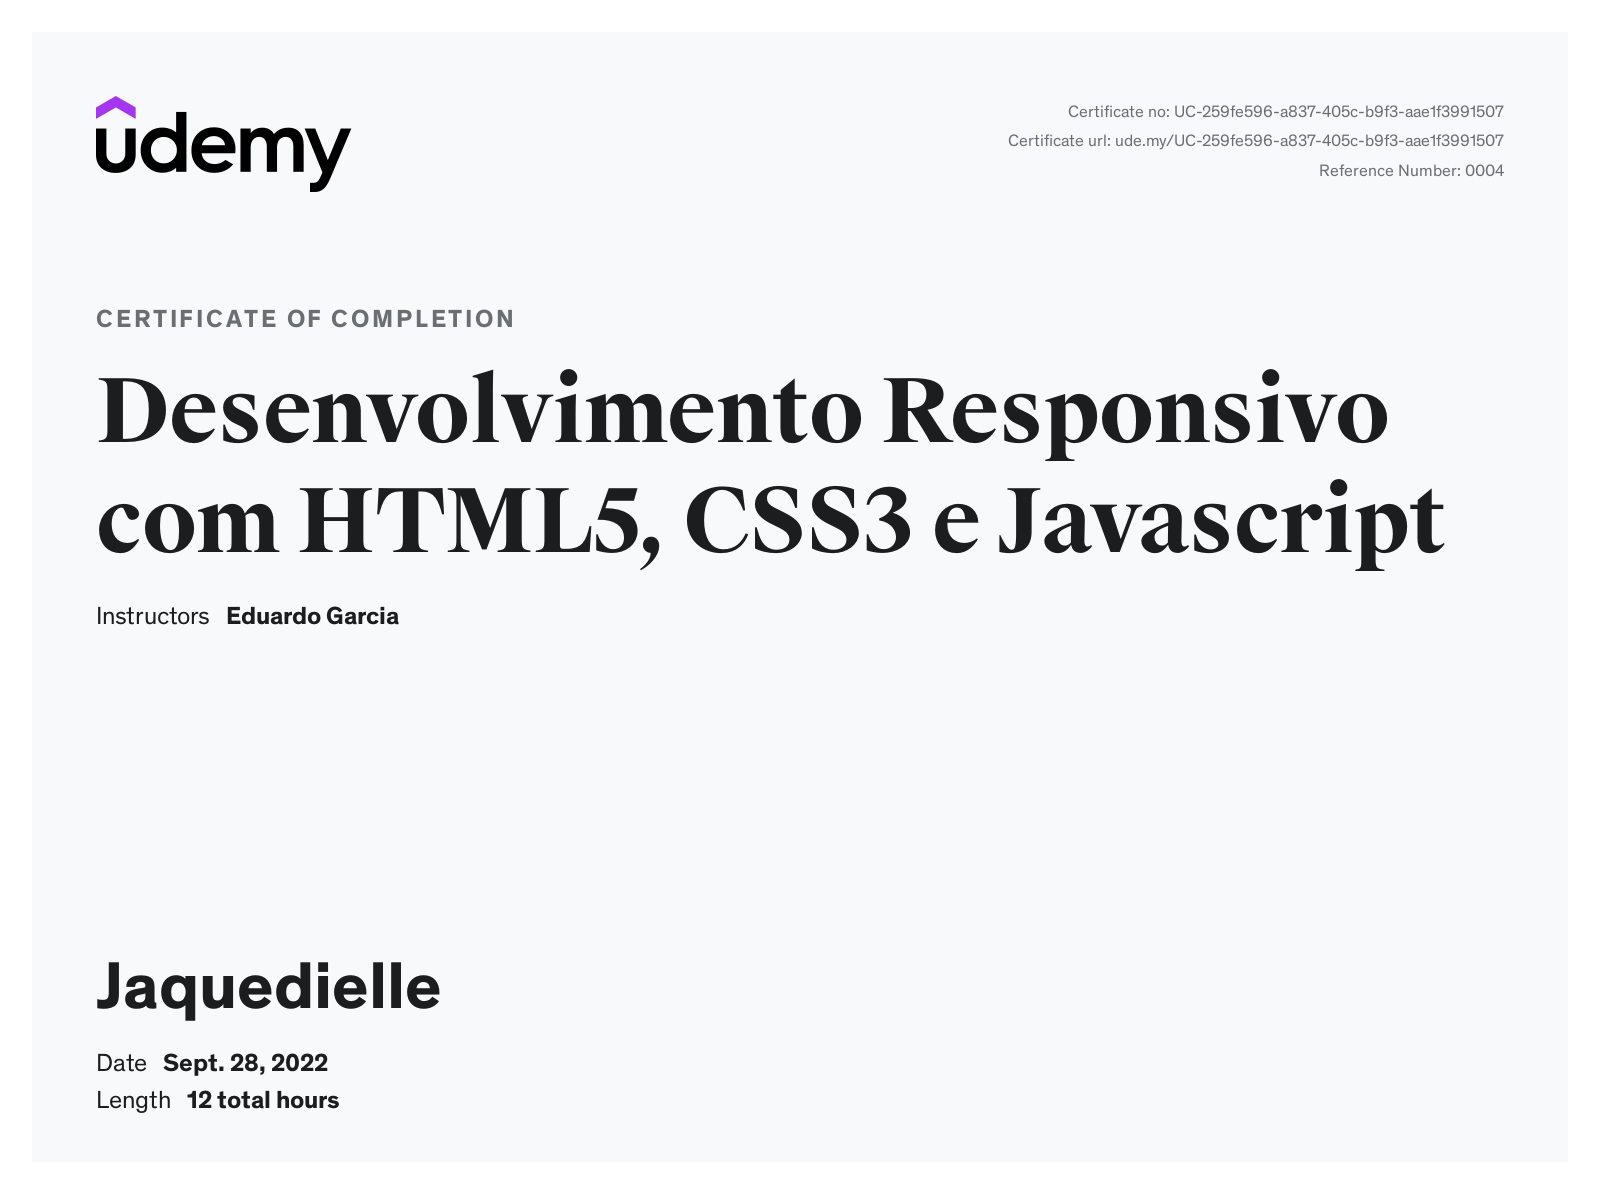 udemy
Certificate no: UC-259fe596-a837-405c-b9f3-aae1f3991507
Certificate url: ude.my/UC-259fe596-a837-405c-b9f3-aae1f3991507
Reference Number: 0004
CERTIFICATE OF COMPLETION
Desenvolvimento Responsivo
com HTML5, CSS3 e Javascript
Instructors Eduardo Garcia
Jaquedielle
Date Sept. 28, 2022
Length 12 total hours